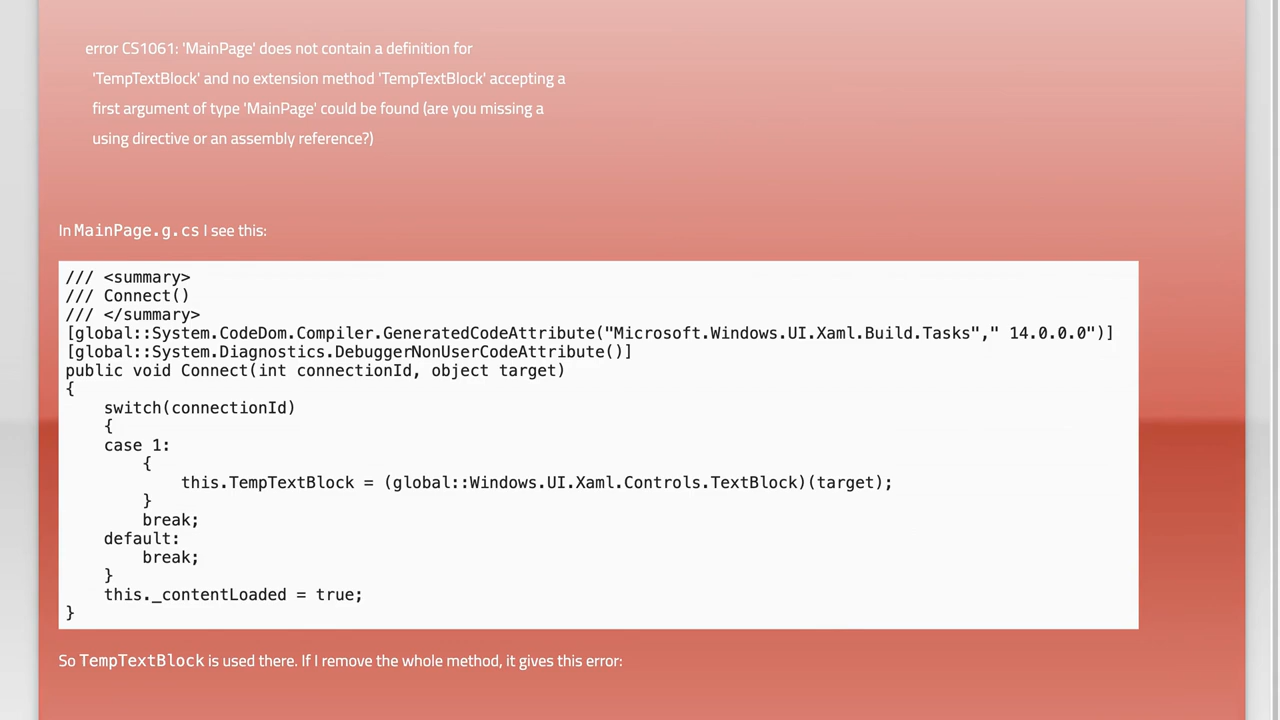 error CS1061: 'MainPage' does not contain a definition for
'TempTextBlock' and no extension method 'TempTextBlock' accepting a
first argument of type 'MainPage' could be found (are you missing a
using directive or an assembly reference?)
In MainPage.g.cs I see this:
/// <summary>
/// Connect()
/// </summary>
[global::System.CodeDom.Compiler.GeneratedCodeAttribute("Microsoft.Windows.UI.Xaml.Build.Tasks"," 14.0.0.0")]
[global::System.Diagnostics.DebuggerNonUserCodeAttribute()]
public void Connect(int connectionId, object target)
{
    switch(connectionId)
    {
    case 1:
        {
            this.TempTextBlock = (global::Windows.UI.Xaml.Controls.TextBlock)(target);
        }
        break;
    default:
        break;
    }
    this._contentLoaded = true;
}
So TempTextBlock is used there. If I remove the whole method, it gives this error: